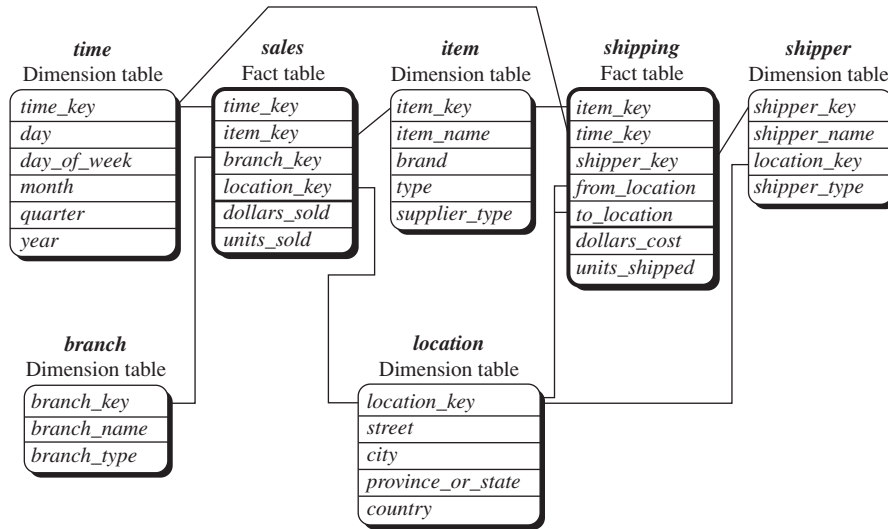 time
Dimension table
time_key
day
day_of_week
month
quarter
year
sales
Fact table
time_key
item_key
branch_key
location_key
dollars_sold
units_sold
item
Dimension table
item_key
item_name
brand
type
supplier_type
shipping
Fact table
item_key
time_key
shipper_key
from_location
to_location
dollars_cost
units_shipped
shipper
Dimension table
shipper_key
shipper_name
location_key
shipper_type
branch
Dimension table
branch_key
branch_name
branch_type
location
Dimension table
location_key
street
city
province_or_state
country